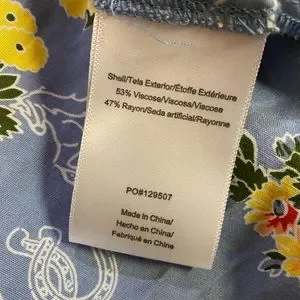 Shell/Tela Exterior/Étoffe Extérieure
53% Viscose/Viscosa/Viscose
47% Rayon/Seda artificial/Rayonne
PO#129507
Made in China/
Hecho en China/
Fabriqué en Chine